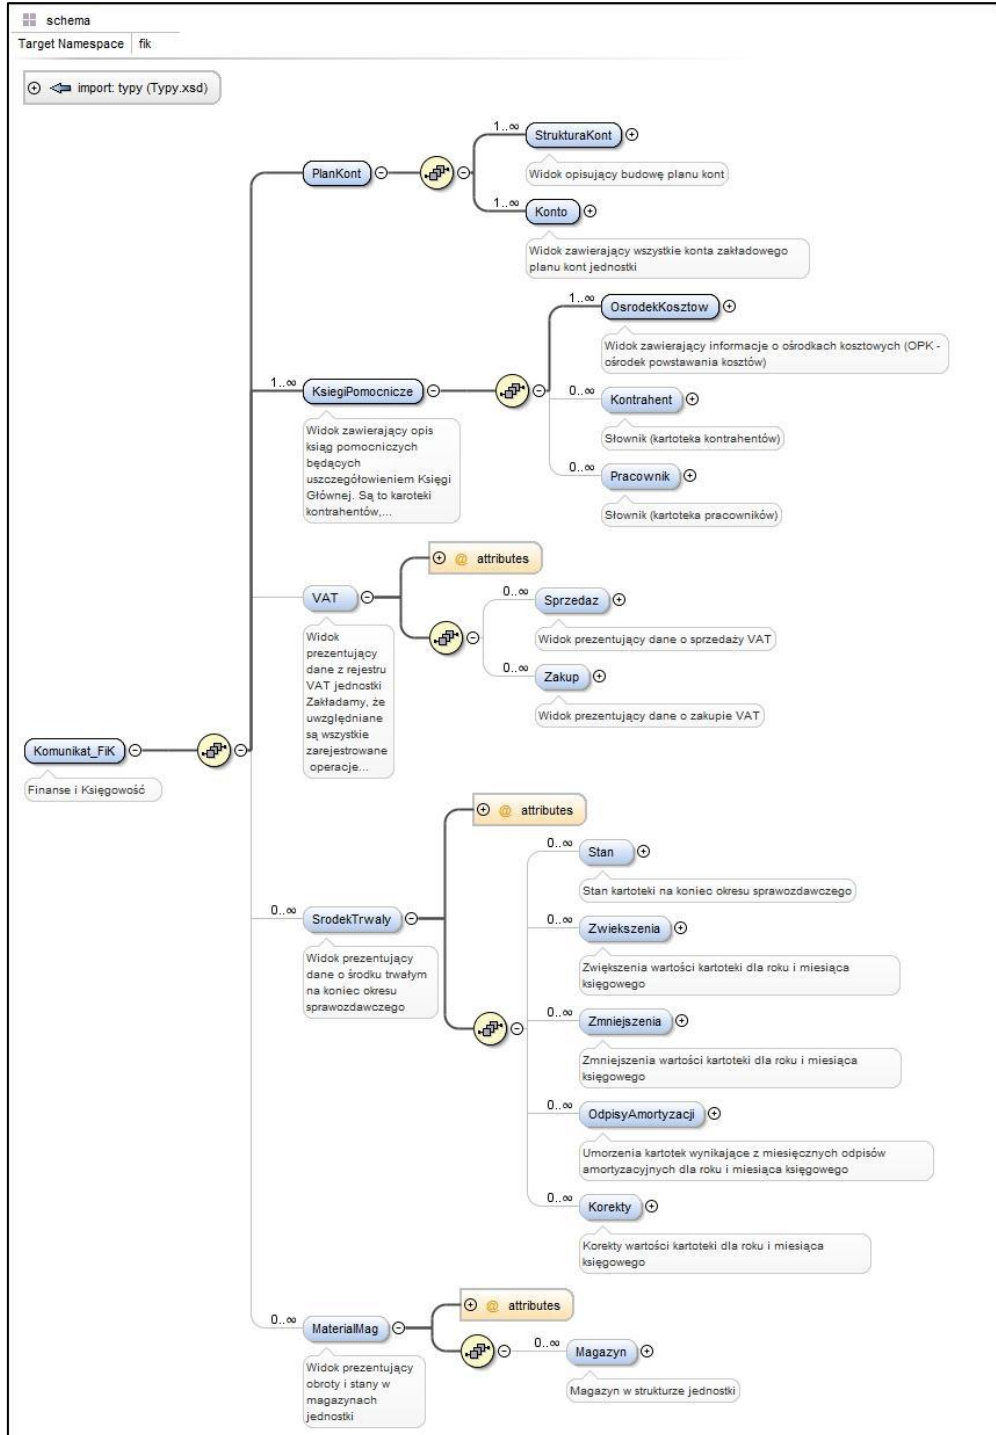 schema
Target Namespace fik
import: typy (Typy.xsd)
1..∞ StrukturaKont
Widok opisujący budowę planu kont
PlanKont
1..∞ Konto
Widok zawierający wszystkie konta zakładowego
planu kont jednostki
1..∞ OsrodekKosztow
Widok zawierający informacje o ośrodkach kosztowych (OPK -
ośrodek powstawania kosztów)
1..∞ KsiegiPomocnicze
Widok zawierający opis
ksiąg pomocniczych
będących
uszczegółowieniem Księgi
Głównej. Są to karoteki
kontrahentów,...
0..∞ Kontrahent
Słownik (kartoteka kontrahentów)
0..∞ Pracownik
Słownik (kartoteka pracowników)
@ attributes
VAT
Widok
prezentujący
dane z rejestru
VAT jednostki
Zakładamy, że
uwzględniane
są wszystkie
zarejestrowane
operacje...
0..∞ Sprzedaz
Widok prezentujący dane o sprzedaży VAT
0..∞ Zakup
Widok prezentujący dane o zakupie VAT
Komunikat_FiK
Finanse i Księgowość
@ attributes
0..∞ Stan
Stan kartoteki na koniec okresu sprawozdawczego
0..∞ SrodekTrwaly
Widok prezentujący
dane o środku trwałym
na koniec okresu
sprawozdawczego
0..∞ Zwiekszenia
Zwiększenia wartości kartoteki dla roku i miesiąca
księgowego
0..∞ Zmniejszenia
Zmniejszenia wartości kartoteki dla roku i miesiąca
księgowego
0..∞ OdpisyAmortyzacji
Umorzenia kartotek wynikające z miesięcznych odpisów
amortyzacyjnych dla roku i miesiąca księgowego
0..∞ Korekty
Korekty wartości kartoteki dla roku i miesiąca
księgowego
@ attributes
0..∞ MaterialMag
Widok prezentujący
obroty i stany w
magazynach
jednostki
0..∞ Magazyn
Magazyn w strukturze jednostki